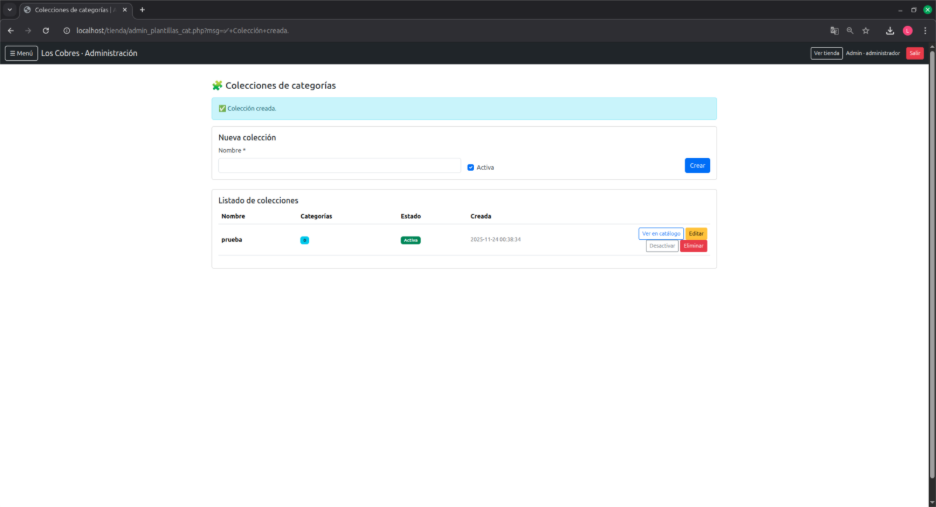 Colecciones de categorías | A
localhost/tienda/admin_plantillas_cat.php?msg=✅+Colección+creada.
L
☰ Menú Los Cobres · Administración Ver tienda Admin · administrador Salir
🧩 Colecciones de categorías
✅ Colección creada.
Nueva colección
Nombre *
Activa Crear
Listado de colecciones
Nombre Categorías Estado Creada
prueba Activa 2025-11-24 00:38:34 Ver en catálogo Editar
Desactivar Eliminar